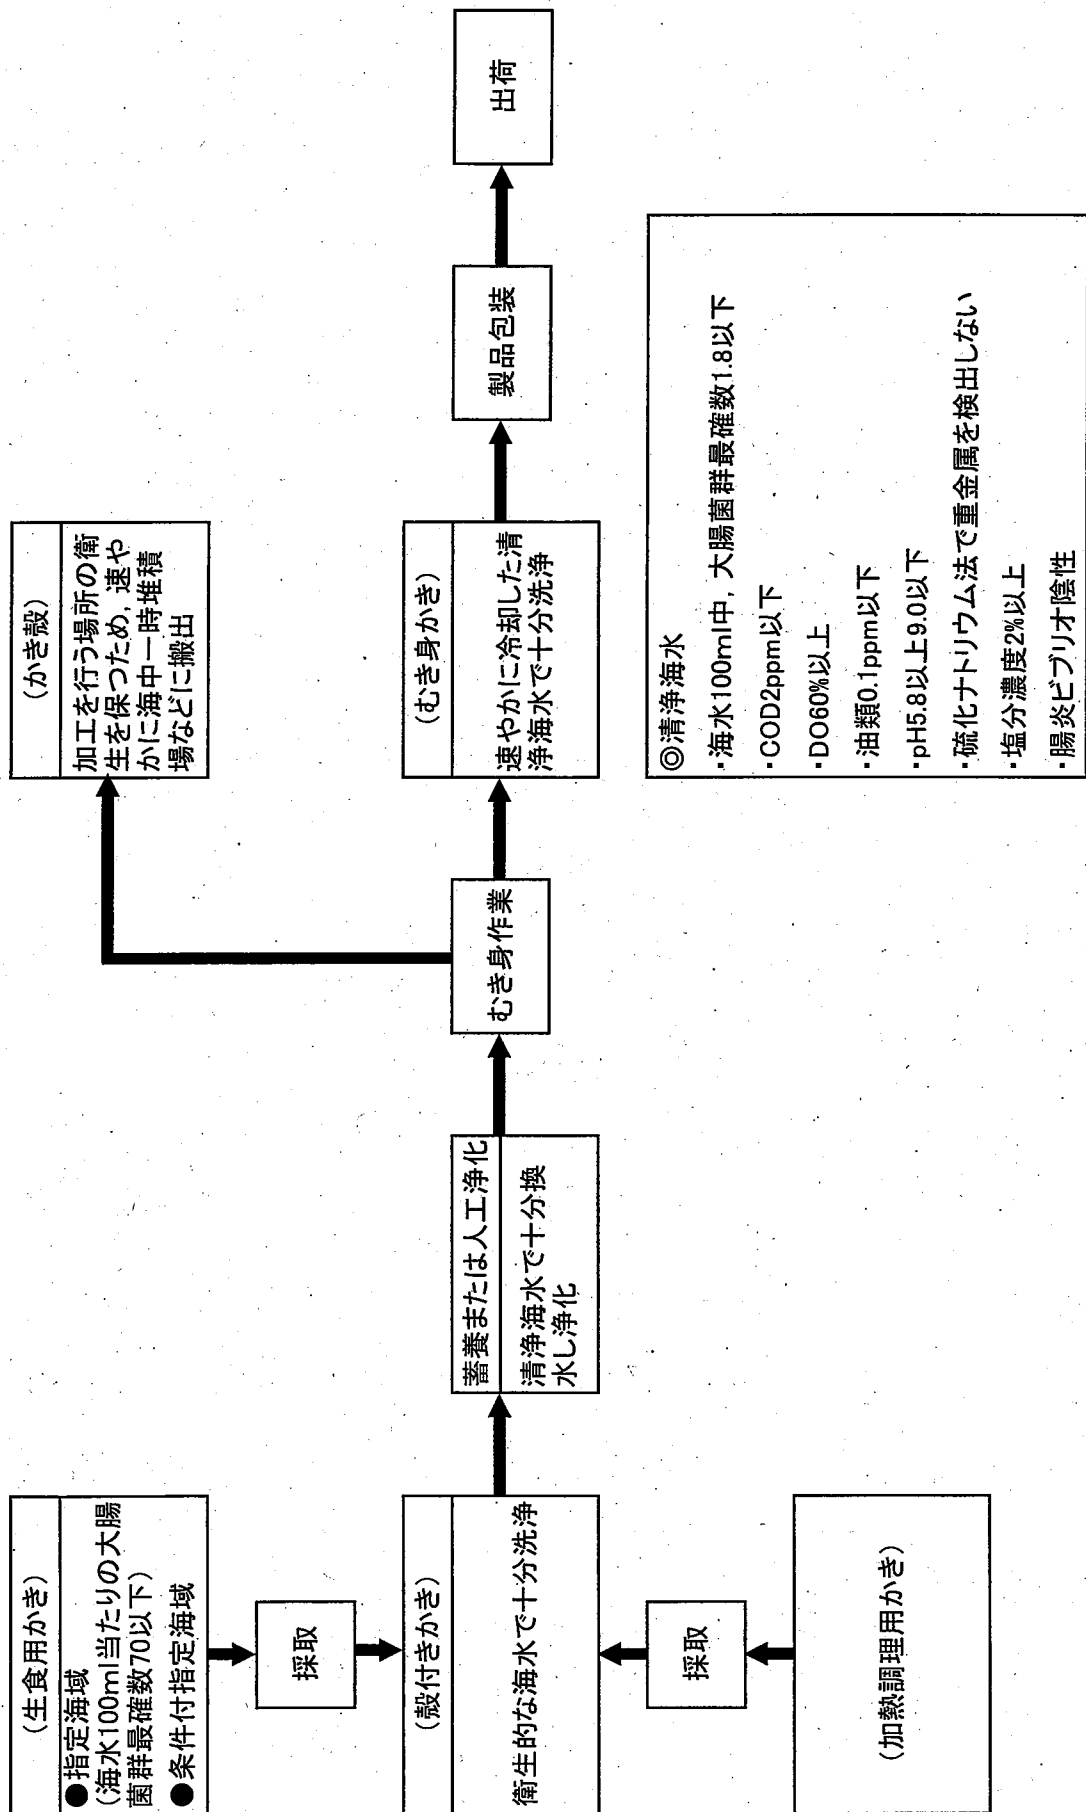 (生食用かき)
●指定海域
(海水100ml当たりの大腸
菌群最確数70以下)
●条件付指定海域
採取
(殻付きかき)
衛生的な海水で十分洗浄
採取
(加熱調理用かき)
蓄養または人工浄化
清浄海水で十分換
水し浄化
むき身作業
(かき殻)
加工を行う場所の衛
生を保つため，速や
かに海中一時堆積
場などに搬出
(むき身かき)
速やかに冷却した清
浄海水で十分洗浄
製品包装
出荷
◎清浄海水
・海水100ml中，大腸菌群最確数1.8以下
・COD2ppm以下
・DO60%以上
・油類0.1ppm以下
・pH5.8以上9.0以下
・硫化ナトリウム法で重金属を検出しない
・塩分濃度2%以上
・腸炎ビブリオ陰性